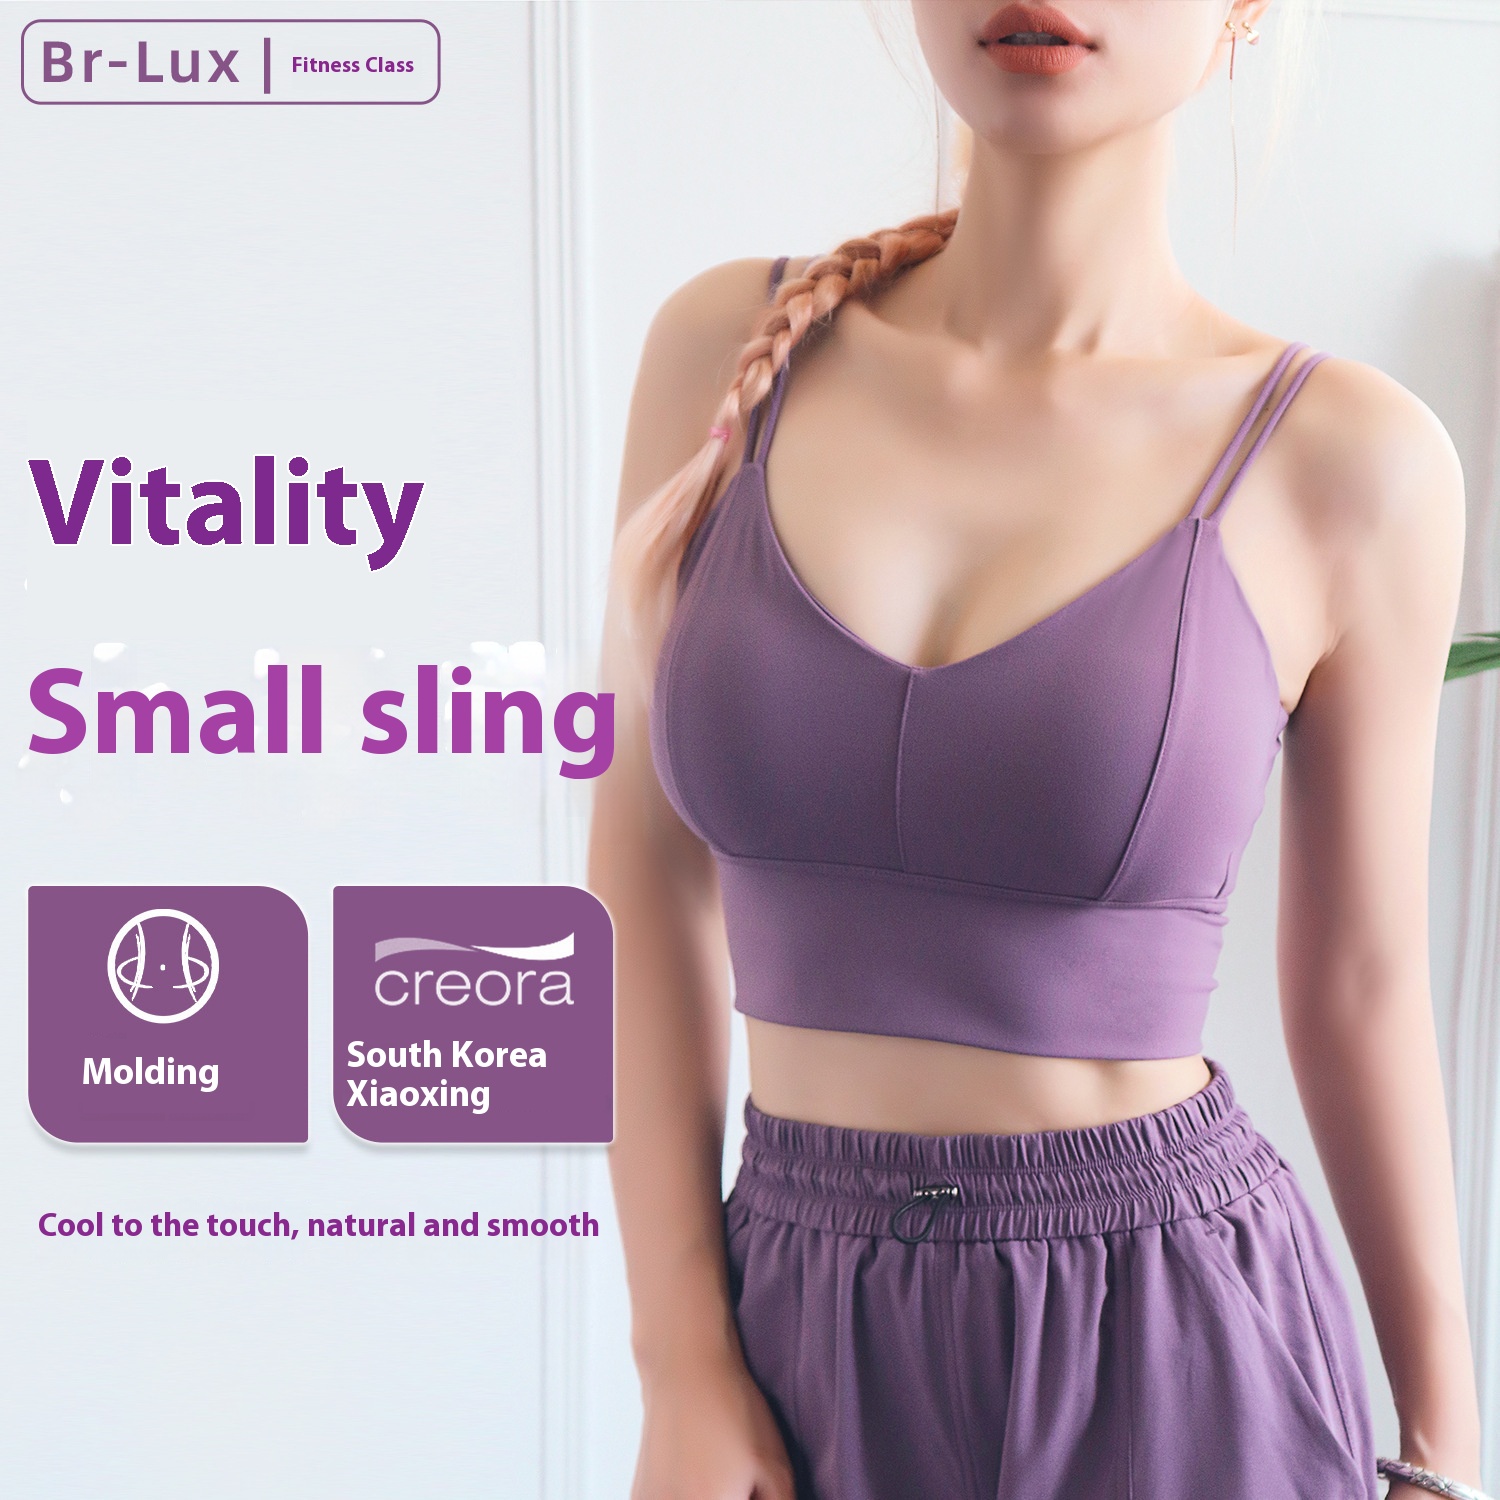 Br-Lux | Fitness Class
Vitality
Small sling
creora
Molding
South Korea
Xiaoxing
Cool to the touch, natural and smooth